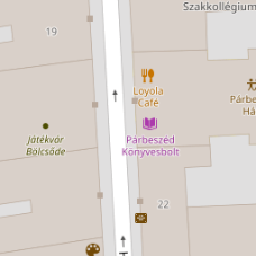 Szakkollégium
19
Loyola
Café
Párbe
Há
Párbeszéd
Könyvesbolt
Játékvár
Bölcsőde
22